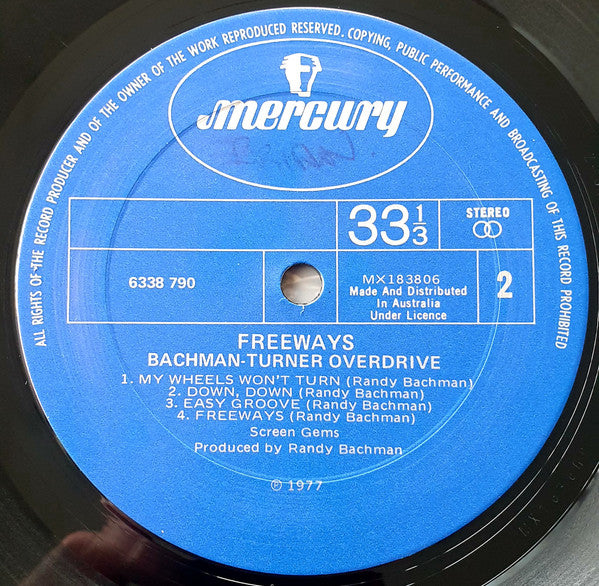 ALL RIGHTS OF THE RECORD PRODUCER AND OF THE OWNER OF THE WORK REPRODUCED RESERVED. COPYING, PUBLIC PERFORMANCE AND BROADCASTING OF THIS RECORD PROHIBITED
mercury
33 1/3
STEREO
6338 790
MX183806
Made And Distributed
In Australia
Under Licence
2
FREEWAYS
BACHMAN-TURNER OVERDRIVE
1. MY WHEELS WON'T TURN (Randy Bachman)
2. DOWN, DOWN (Randy Bachman)
3. EASY GROOVE (Randy Bachman)
4. FREEWAYS (Randy Bachman)
Screen Gems
Produced by Randy Bachman
℗ 1977